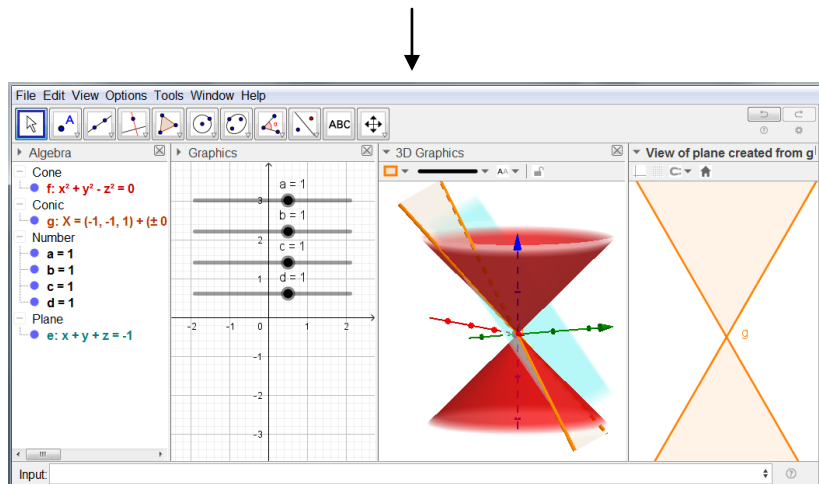 File Edit View Options Tools Window Help
A
α
ABC
Algebra
Cone
f: x² + y² - z² = 0
Conic
g: X = (-1, -1, 1) + (± 0
Number
a = 1
b = 1
c = 1
d = 1
Plane
e: x + y + z = -1
Graphics
a = 1
b = 1
c = 1
d = 1
3
2
1
0
-2
-1
0
1
2
-1
-2
-3
3D Graphics
AA
View of plane created from g
g
Input: